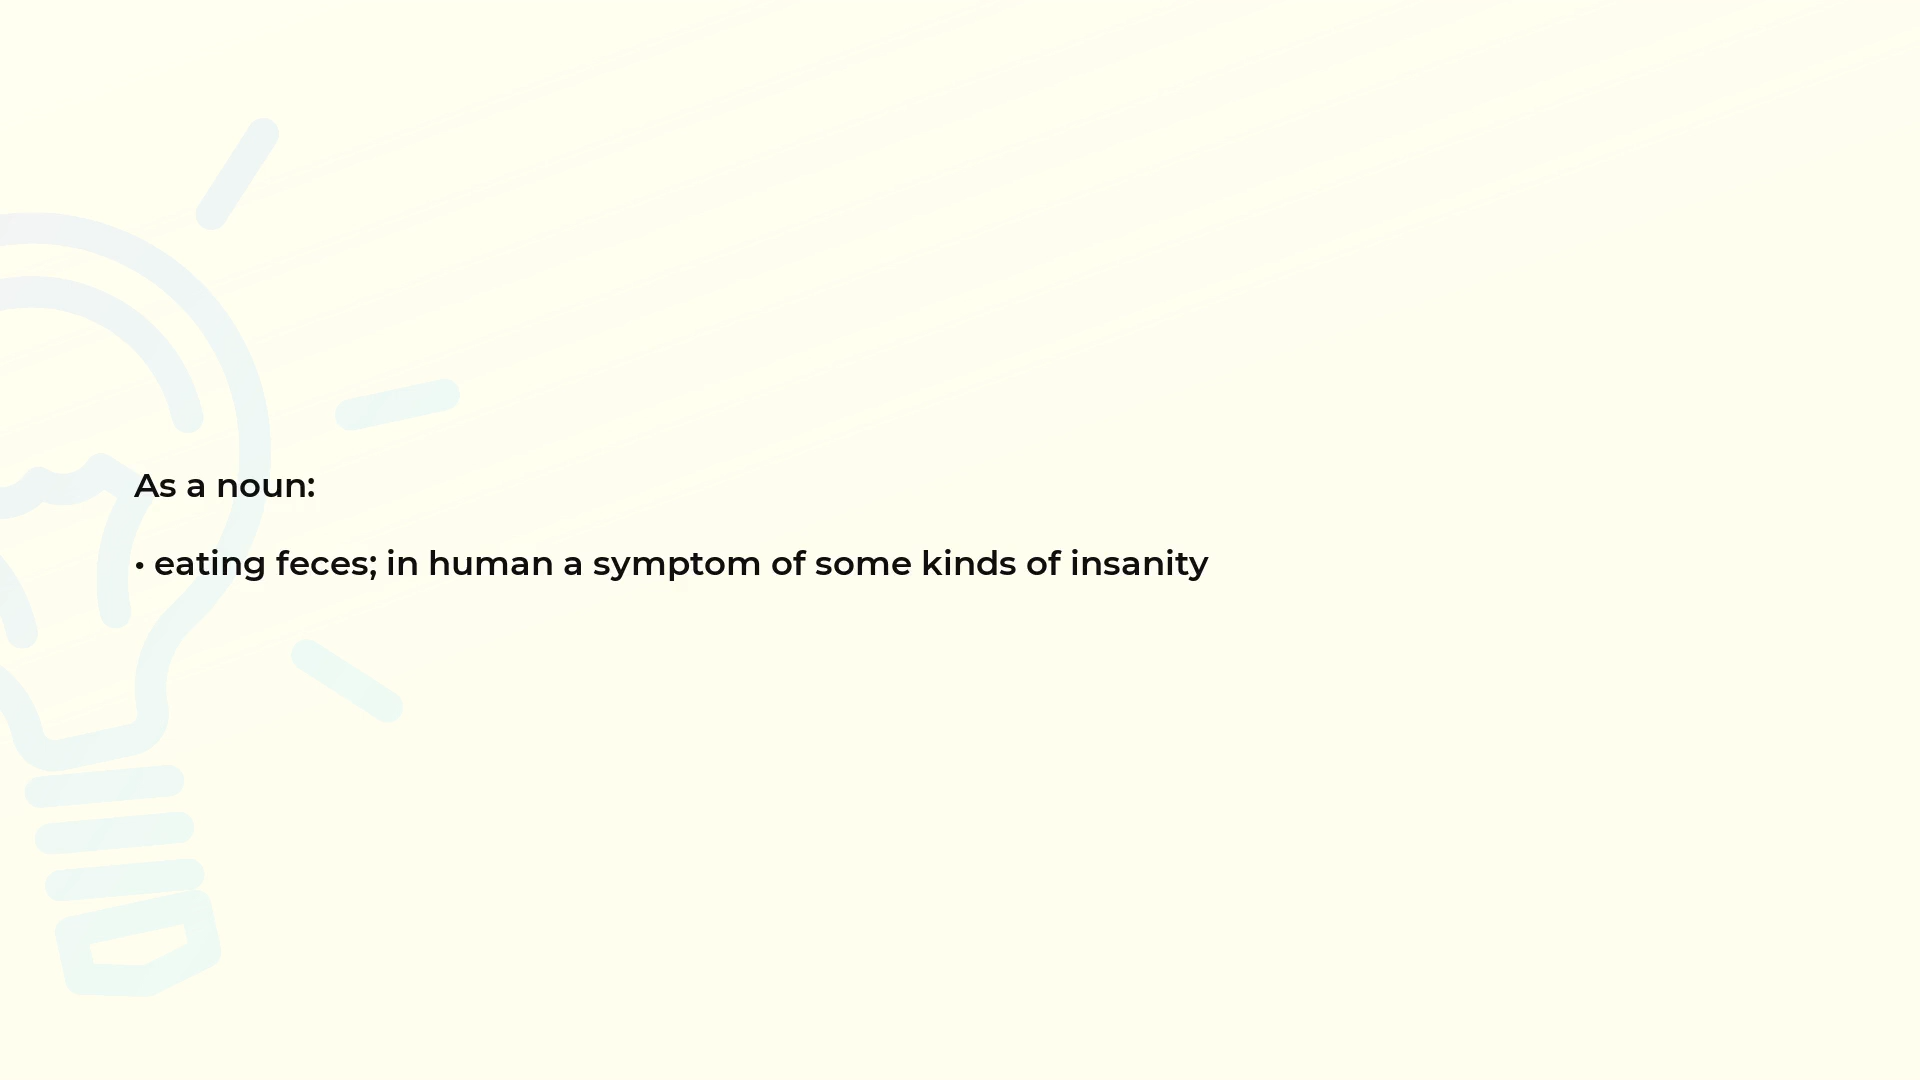 As a noun:
• eating feces; in human a symptom of some kinds of insanity